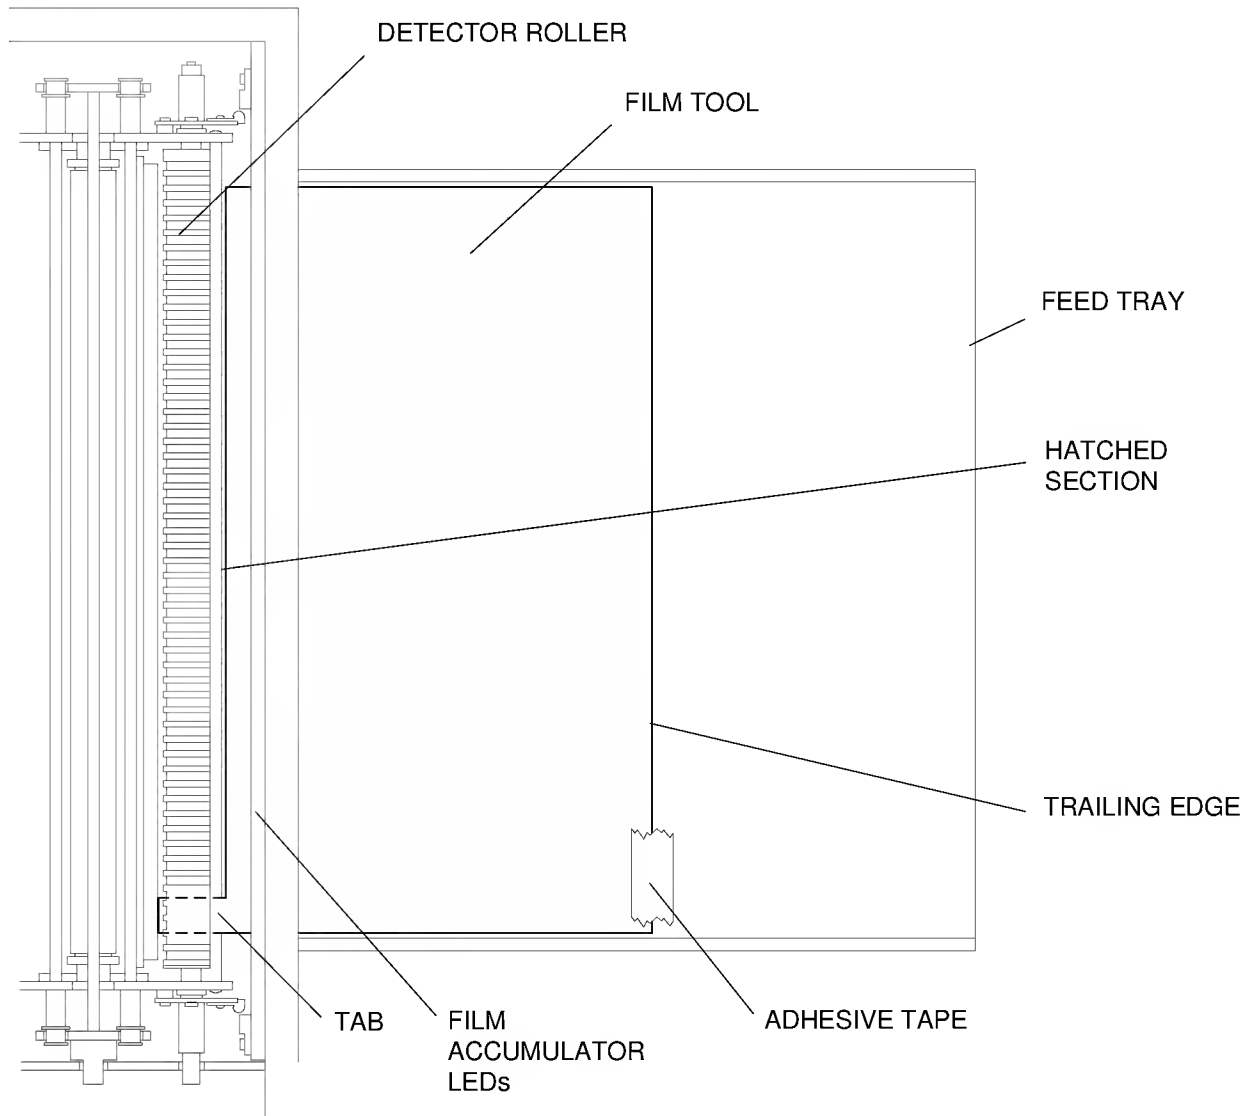 DETECTOR ROLLER
FILM TOOL
FEED TRAY
HATCHED
SECTION
TRAILING EDGE
ADHESIVE TAPE
TAB
FILM
ACCUMULATOR
LEDs